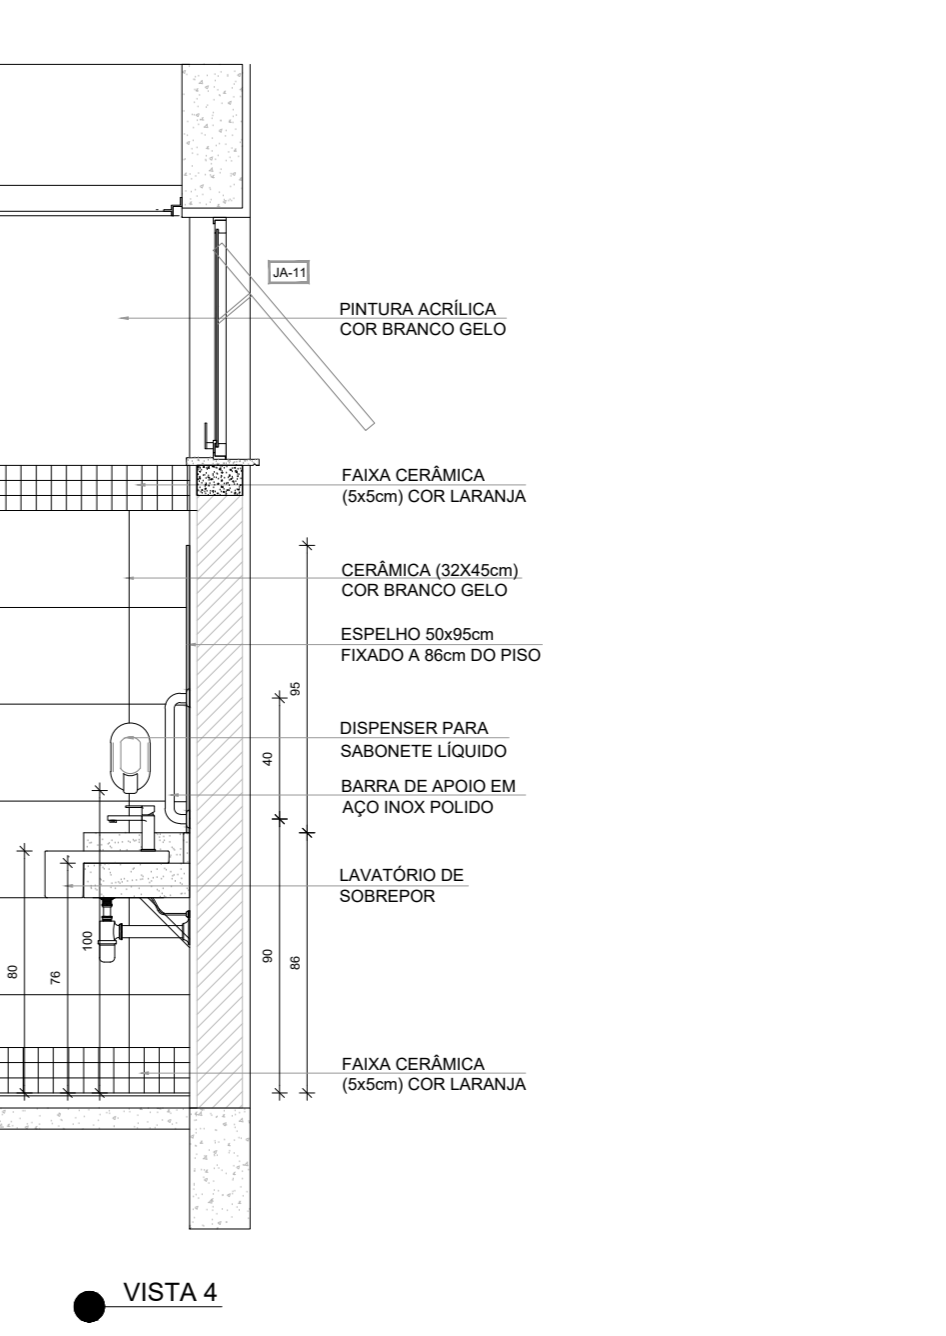 JA-11
PINTURA ACRÍLICA
COR BRANCO GELO
FAIXA CERÂMICA
(5x5cm) COR LARANJA
CERÂMICA (32X45cm)
COR BRANCO GELO
ESPELHO 50x95cm
FIXADO A 86cm DO PISO
95
40
DISPENSER PARA
SABONETE LÍQUIDO
BARRA DE APOIO EM
AÇO INOX POLIDO
LAVATÓRIO DE
SOBREPOR
100
80
76
90
86
FAIXA CERÂMICA
(5x5cm) COR LARANJA
VISTA 4